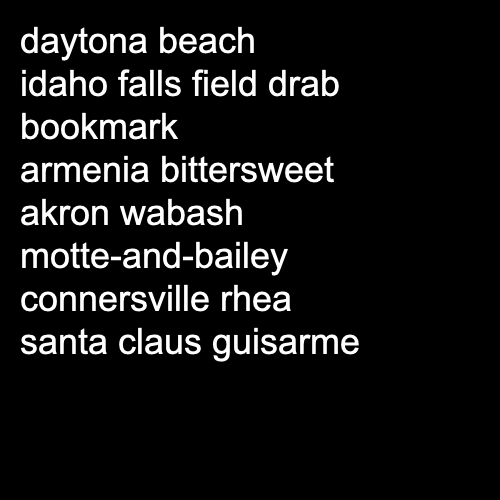 daytona beach
idaho falls field drab
bookmark
armenia bittersweet
akron wabash
motte-and-bailey
connersville rhea
santa claus guisarme